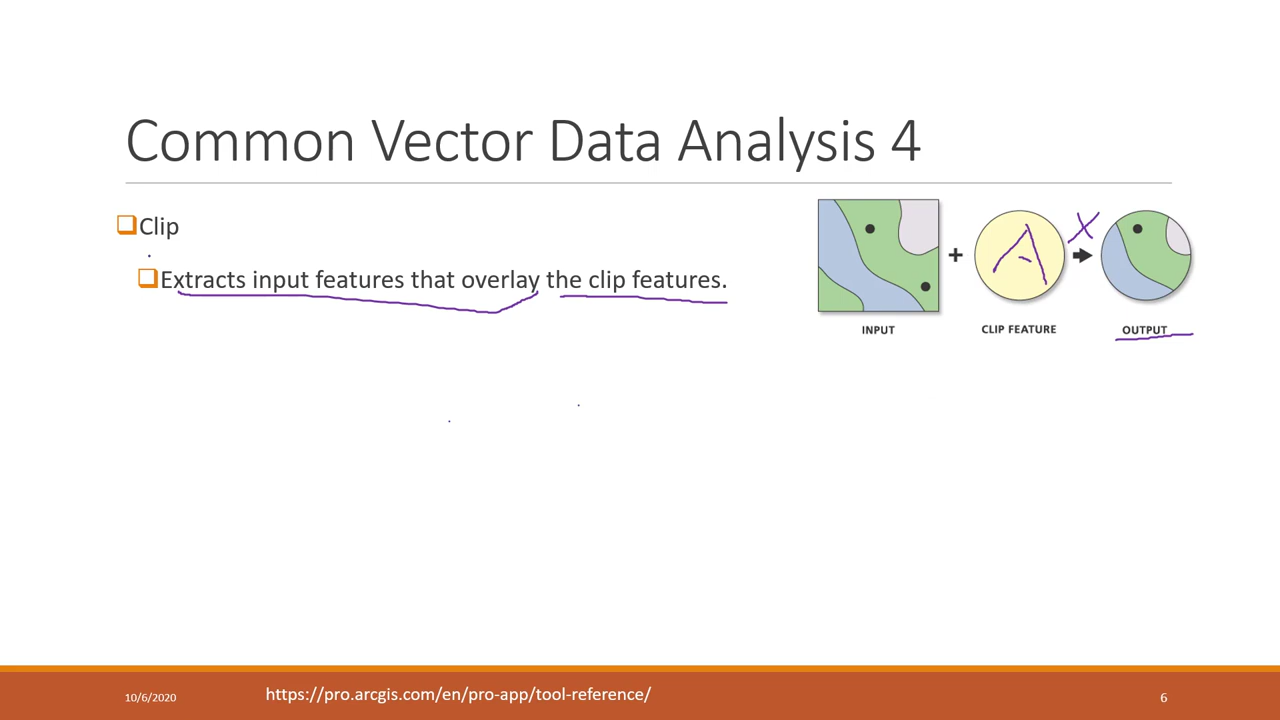 Common Vector Data Analysis 4
Clip
Extracts input features that overlay the clip features.
A
X
INPUT
CLIP FEATURE
OUTPUT
10/6/2020
https://pro.arcgis.com/en/pro-app/tool-reference/
6